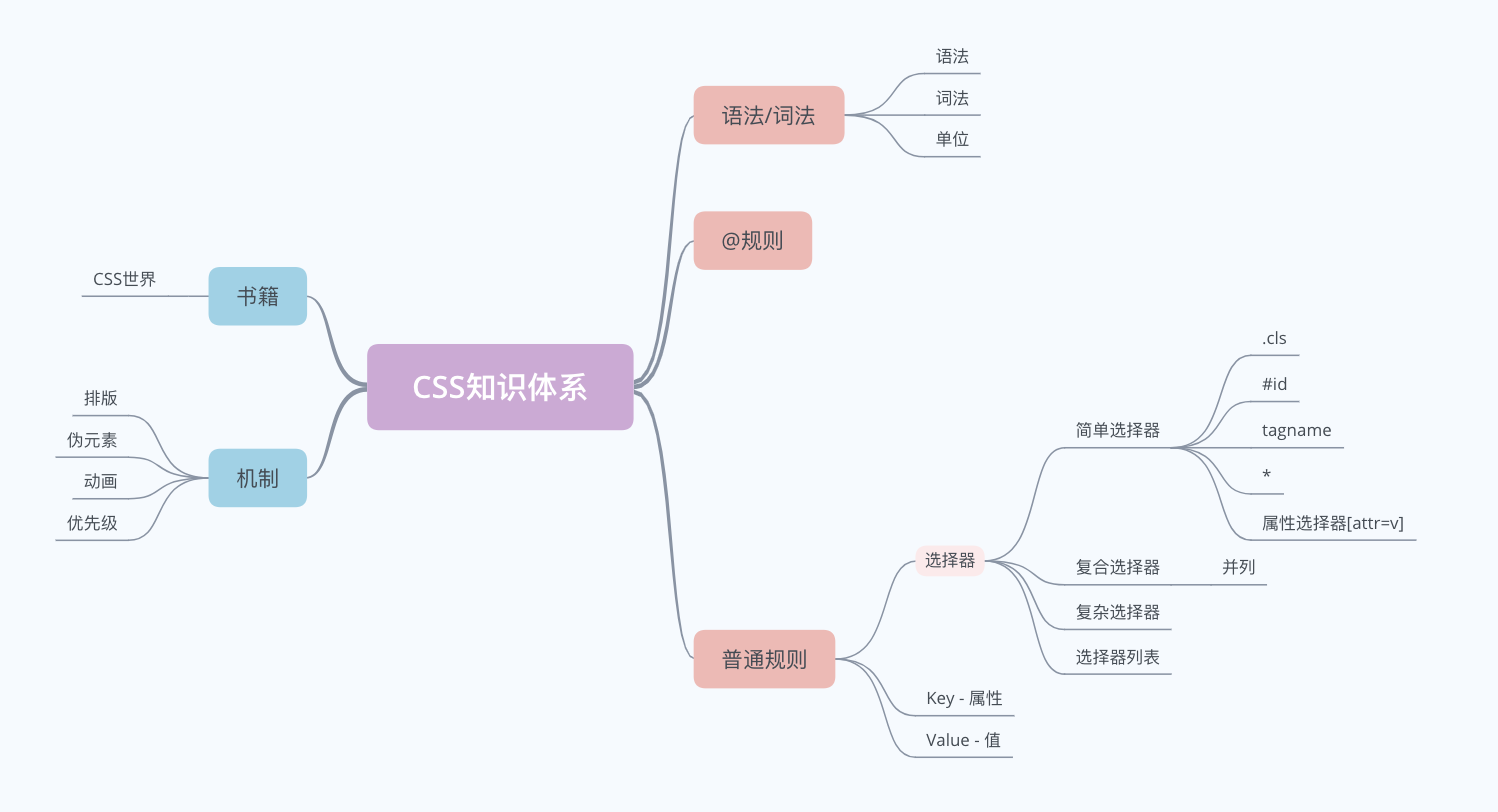 CSS知识体系
语法/词法
语法
词法
单位
@规则
普通规则
选择器
简单选择器
.cls
#id
tagname
*
属性选择器[attr=v]
复合选择器
并列
复杂选择器
选择器列表
Key - 属性
Value - 值
书籍
CSS世界
机制
排版
伪元素
动画
优先级